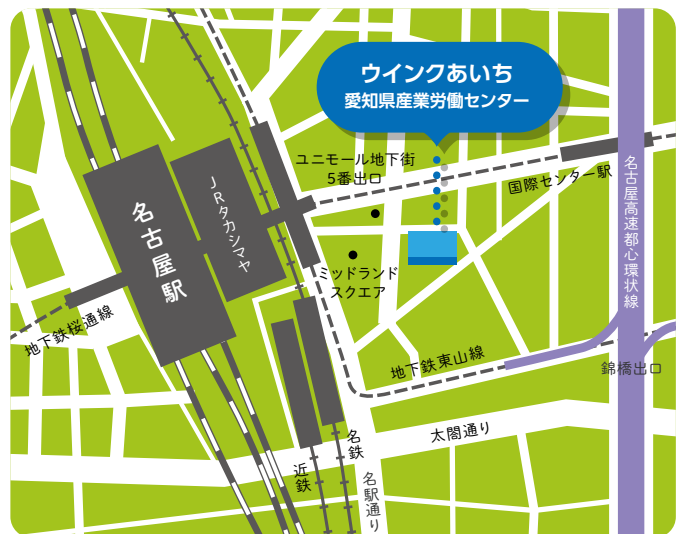 ウインクあいち
愛知県産業労働センター
ユニモール地下街
5番出口
国際センター駅
名古屋高速都心環状線
JRタカシマヤ
名古屋駅
ミッドランド
スクエア
地下鉄桜通線
地下鉄東山線
錦橋出口
太閤通り
名鉄
近鉄
名駅通り